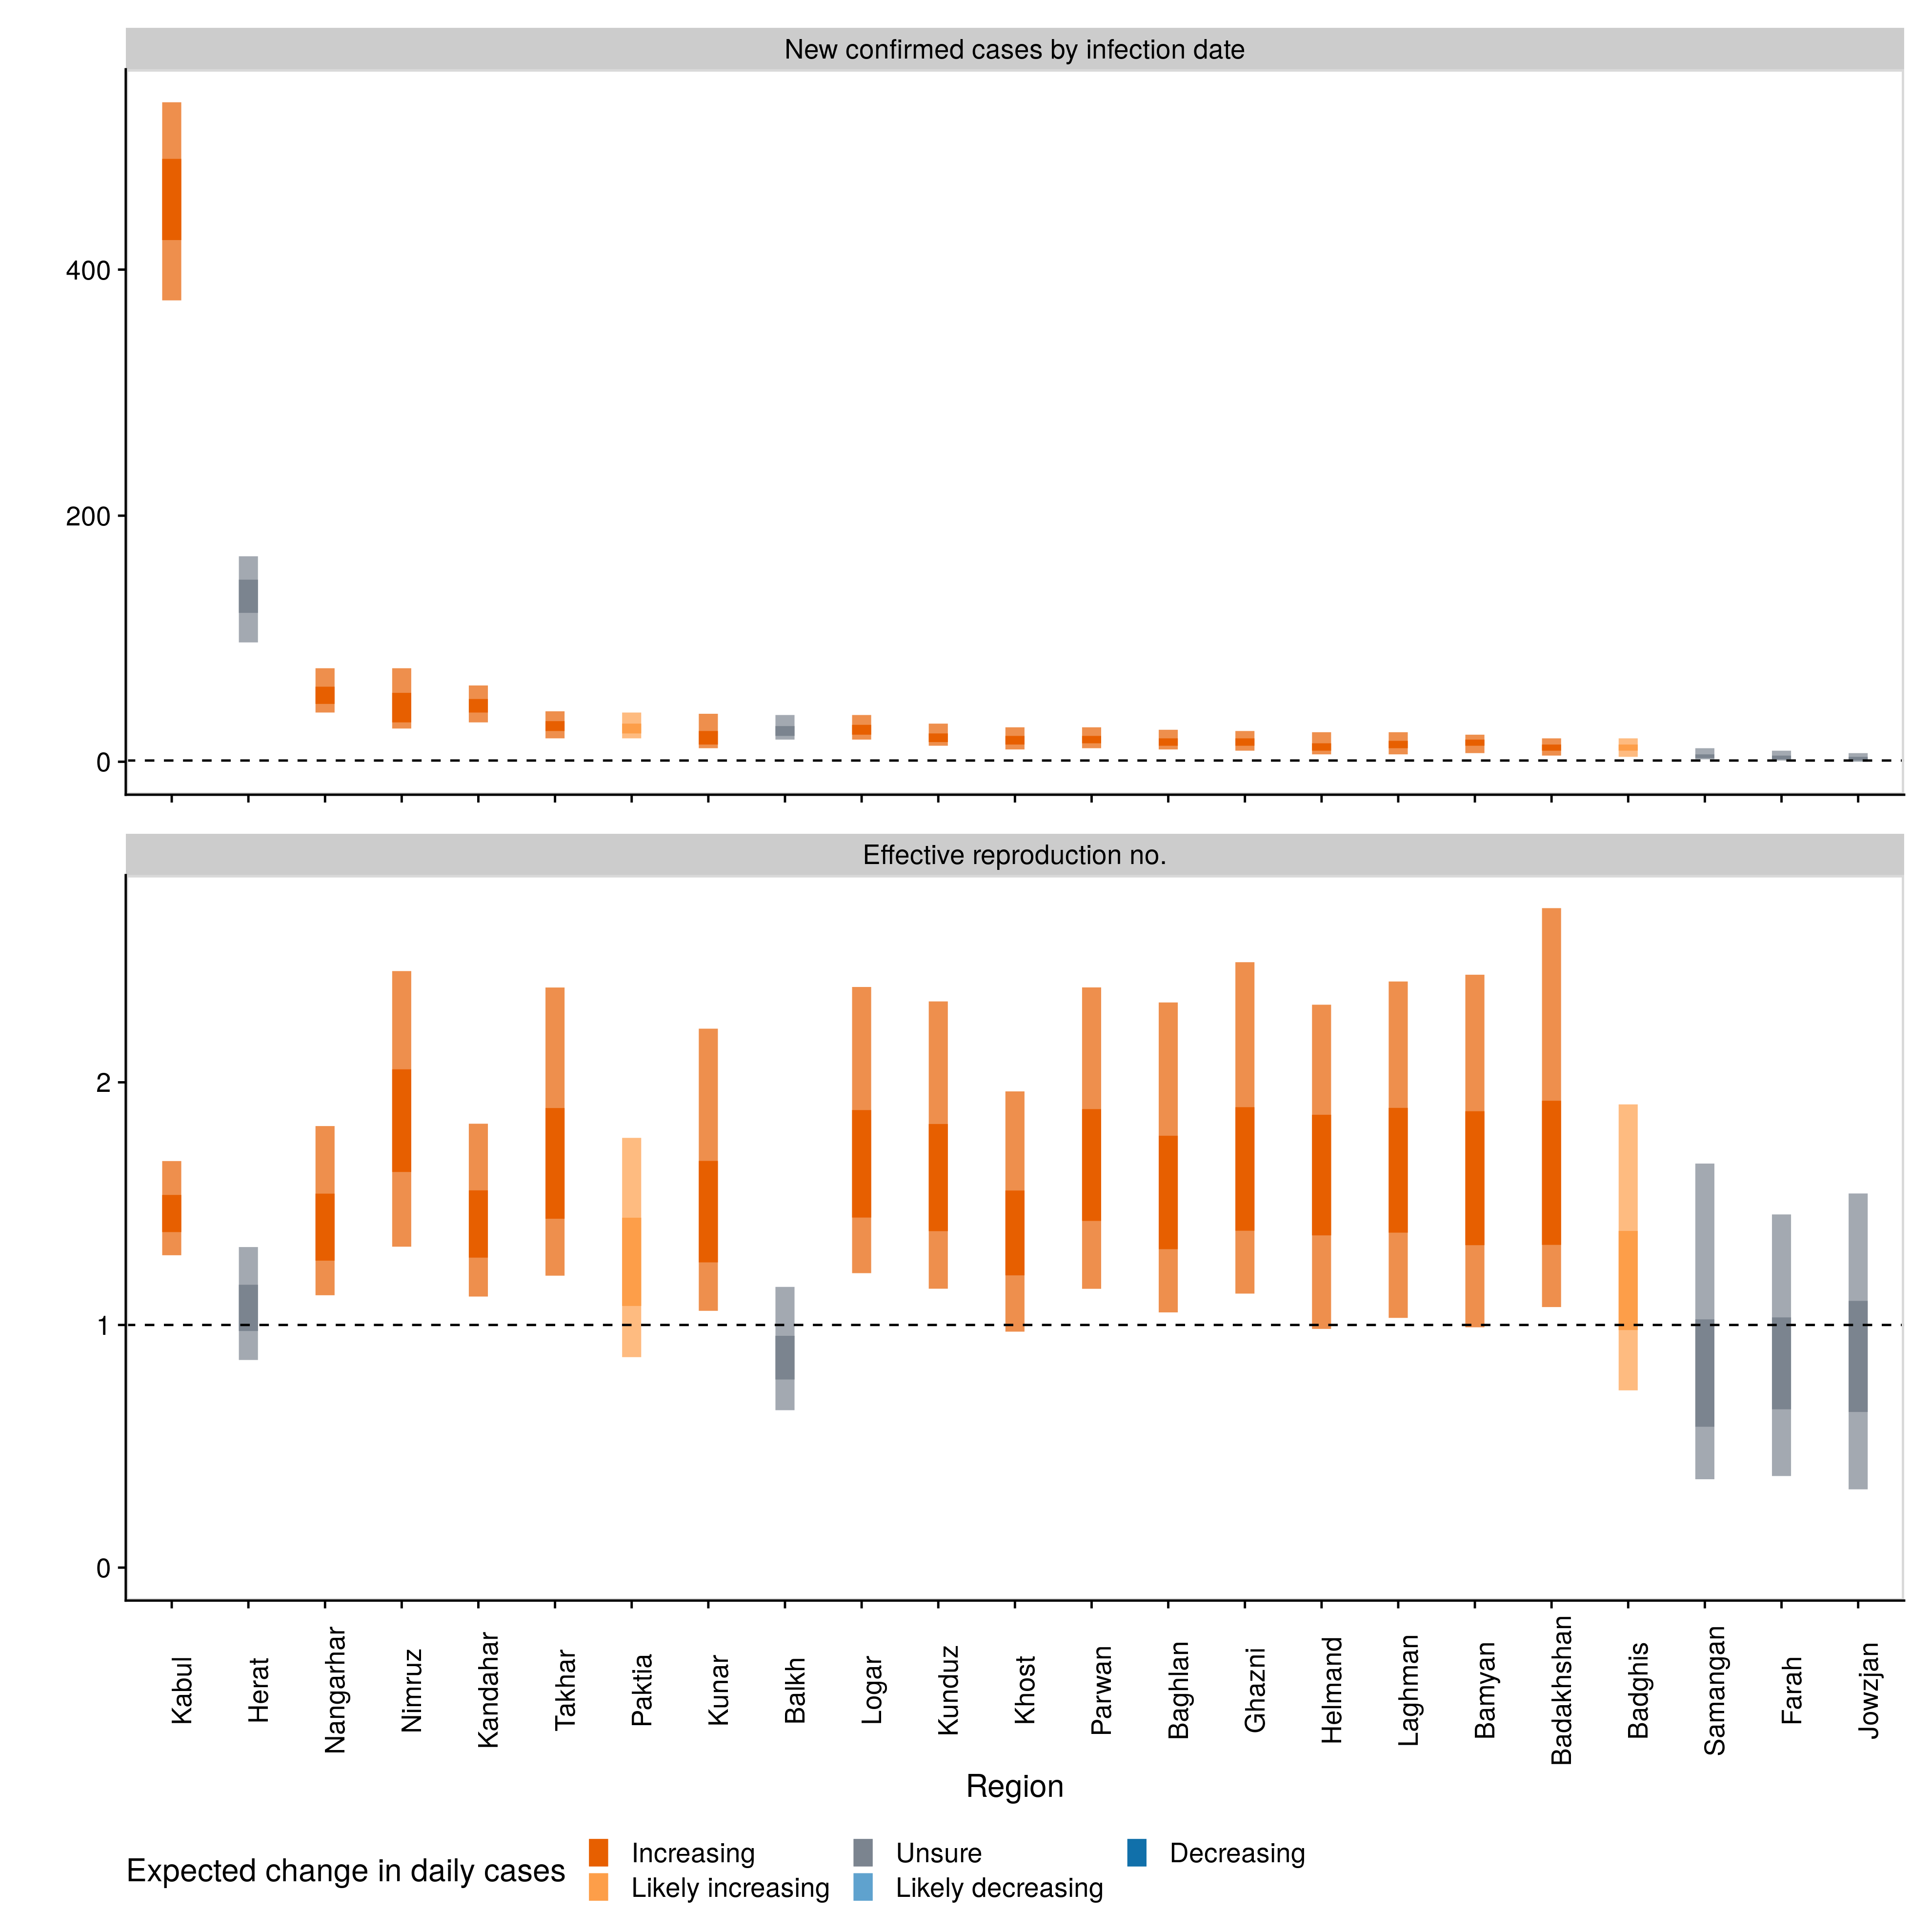 New confirmed cases by infection date
400
200
0
Effective reproduction no.
2
1
0
Kabul
Herat
Nangarhar
Nimruz
Kandahar
Takhar
Paktia
Kunar
Balkh
Logar
Kunduz
Khost
Parwan
Baghlan
Ghazni
Helmand
Laghman
Bamyan
Badakhshan
Badghis
Samangan
Farah
Jowzjan
Region
Expected change in daily cases
Increasing
Likely increasing
Unsure
Likely decreasing
Decreasing